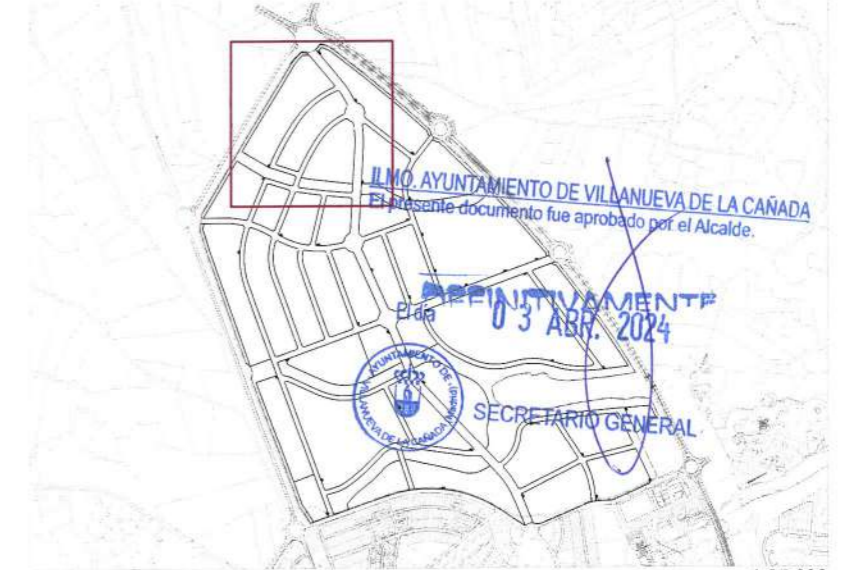 ILMO. AYUNTAMIENTO DE VILLANUEVA DE LA CAÑADA
El presente documento fue aprobado por el Alcalde.
DEFINITIVAMENTE
El día 03 ABR. 2024
AYUNTAMIENTO DE VILLANUEVA DE LA CAÑADA (Madrid)
SECRETARIO GENERAL